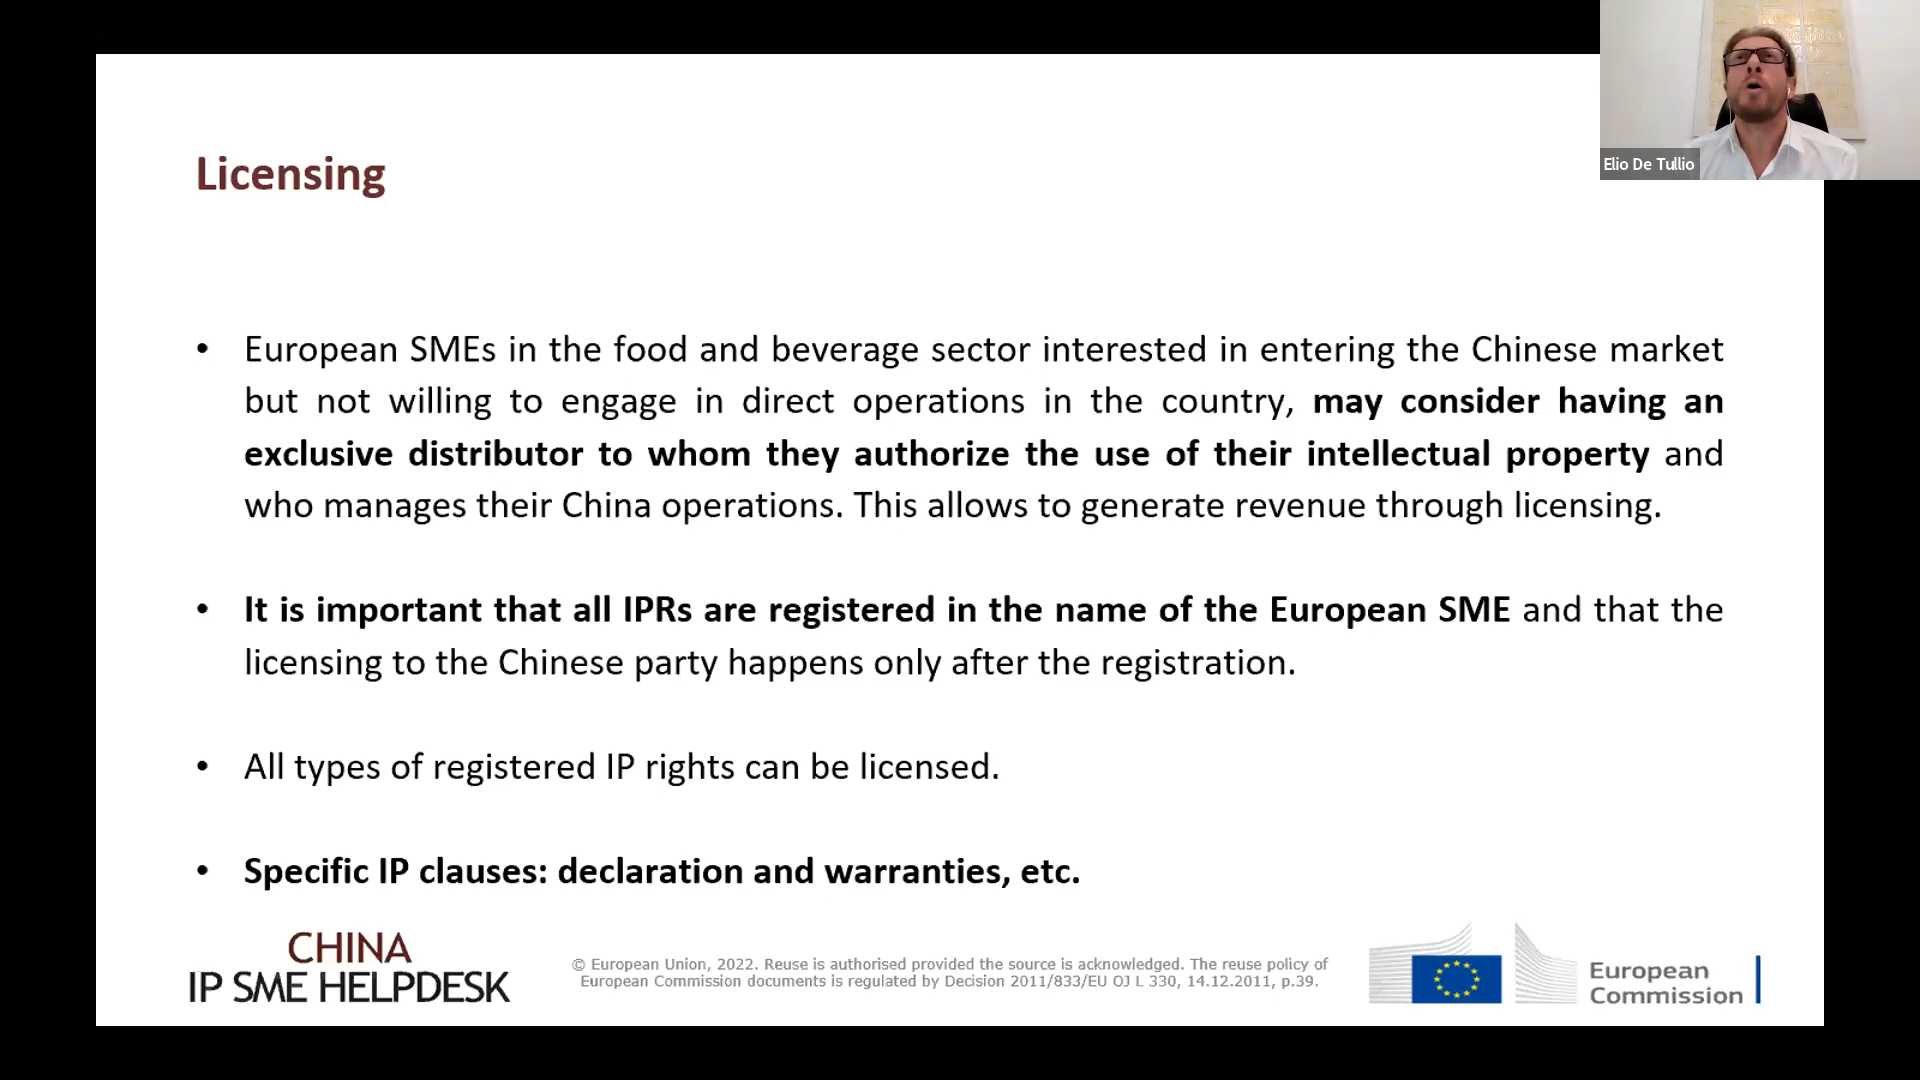 Elio De Tullio
Licensing
• European SMEs in the food and beverage sector interested in entering the Chinese market
but not willing to engage in direct operations in the country, may consider having an
exclusive distributor to whom they authorize the use of their intellectual property and
who manages their China operations. This allows to generate revenue through licensing.
• It is important that all IPRs are registered in the name of the European SME and that the
licensing to the Chinese party happens only after the registration.
• All types of registered IP rights can be licensed.
• Specific IP clauses: declaration and warranties, etc.
CHINA
IP SME HELPDESK
© European Union, 2022. Reuse is authorised provided the source is acknowledged. The reuse policy of
European Commission documents is regulated by Decision 2011/833/EU OJ L 330, 14.12.2011, p.39.
European
Commission